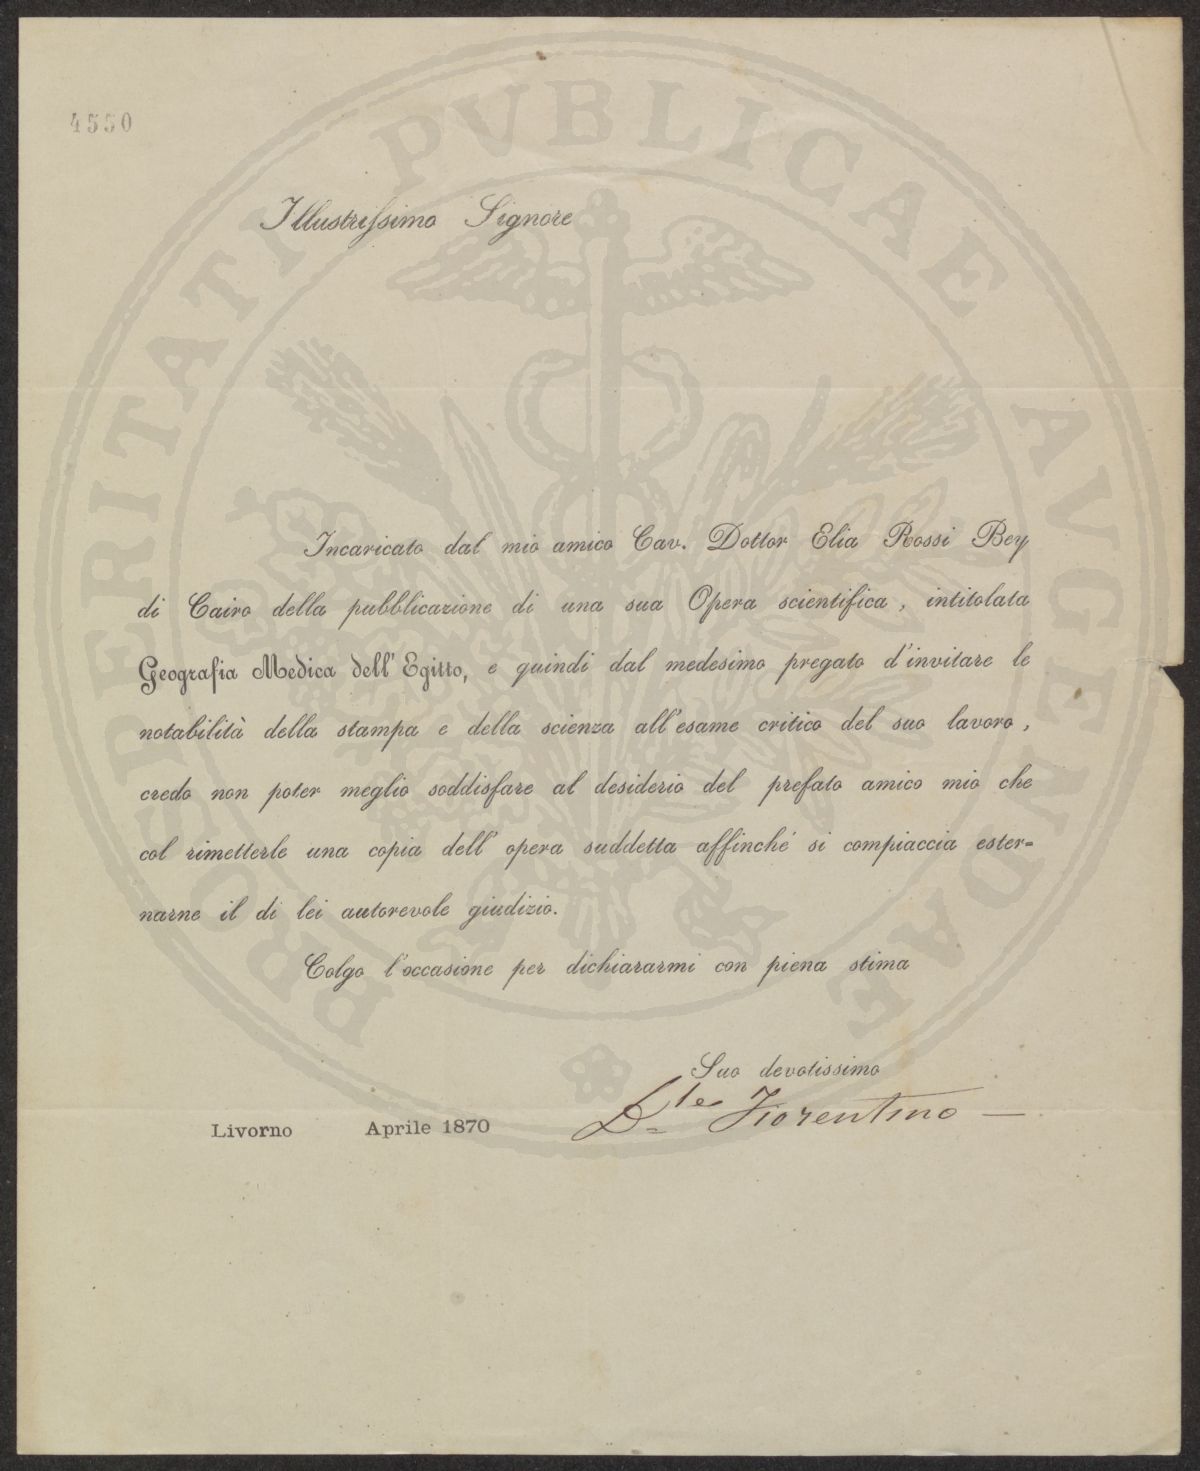 4550
Illustrissimo Signore
Incaricato dal mio amico Cav. Dottor Elia Rossi Bey
di Cairo della pubblicazione di una sua Opera scientifica, intitolata
Geografia Medica dell' Egitto, e quindi dal medesimo pregato d'invitare le
notabilità della stampa e della scienza all'esame critico del suo lavoro,
credo non poter meglio soddisfare al desiderio del prefato amico mio che
col rimetterle una copia dell' opera suddetta affinchè si compiaccia ester=
narne il di lei autorevole giudizio.
Colgo l'occasione per dichiararmi con piena stima
Suo devotissimo
Fiorentino
Livorno Aprile 1870
PROSPERITATI PVBLICAE AVGENDAE